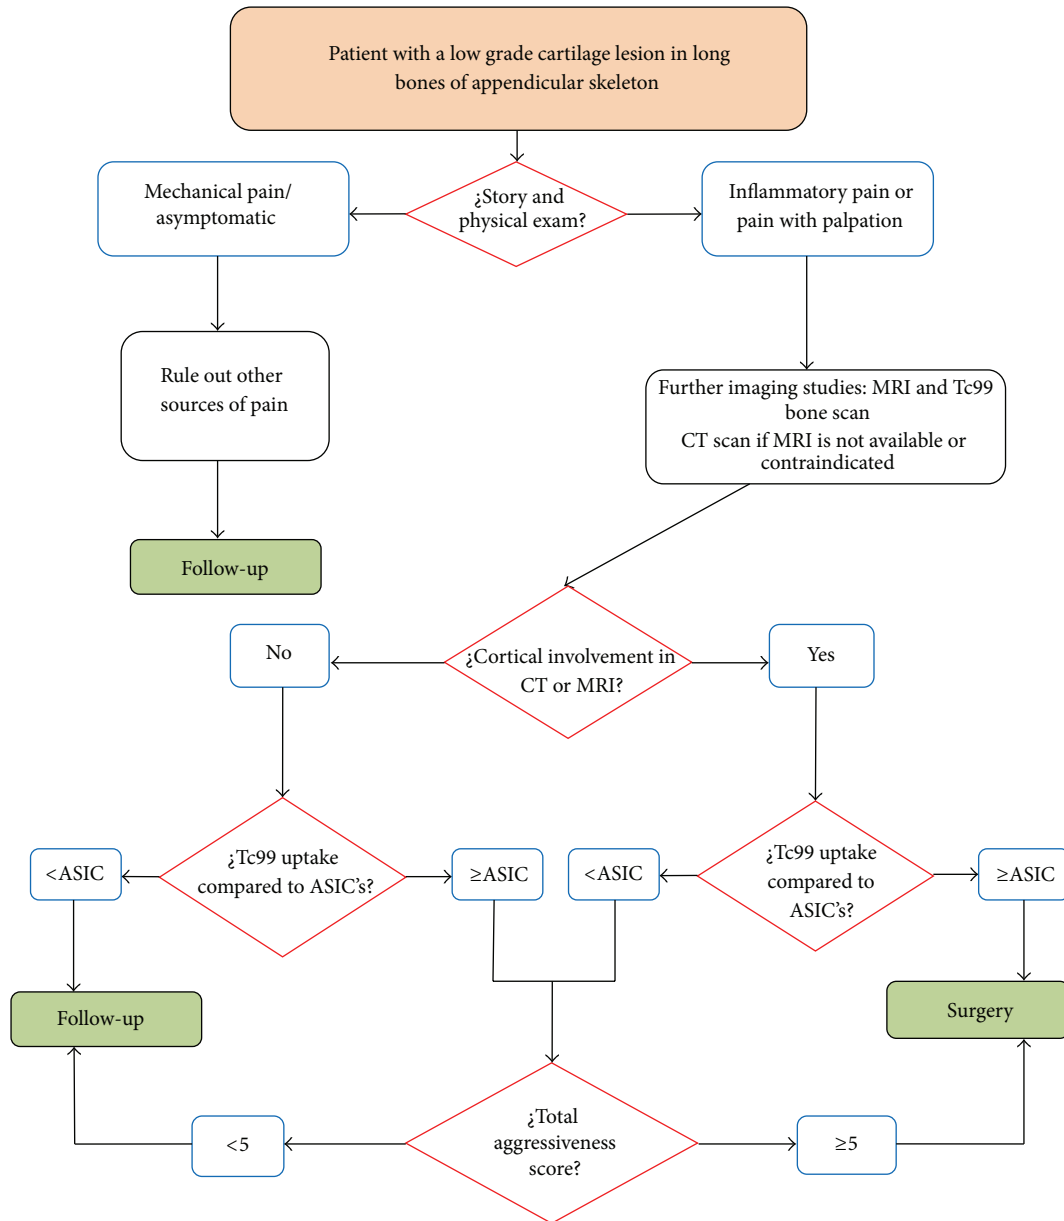 Patient with a low grade cartilage lesion in long
bones of appendicular skeleton
Mechanical pain/
asymptomatic
¿Story and
physical exam?
Inflammatory pain or
pain with palpation
Rule out other
sources of pain
Further imaging studies: MRI and Tc99
bone scan
CT scan if MRI is not available or
contraindicated
Follow-up
No
¿Cortical involvement in
CT or MRI?
Yes
<ASIC
¿Tc99 uptake
compared to ASIC's?
≥ASIC
<ASIC
¿Tc99 uptake
compared to
ASIC's?
≥ASIC
Follow-up
Surgery
<5
¿Total
aggressiveness
score?
≥5